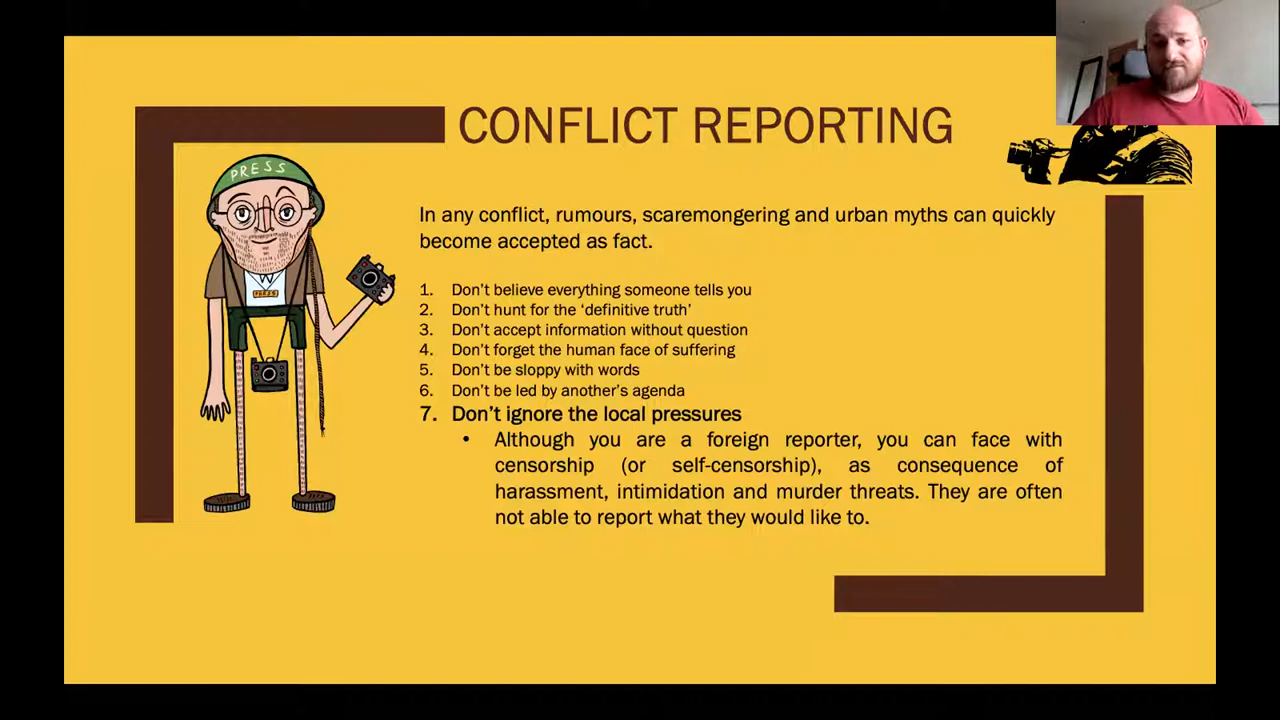 CONFLICT REPORTING
PRESS
PRESS
In any conflict, rumours, scaremongering and urban myths can quickly
become accepted as fact.
1. Don't believe everything someone tells you
2. Don't hunt for the 'definitive truth'
3. Don't accept information without question
4. Don't forget the human face of suffering
5. Don't be sloppy with words
6. Don't be led by another's agenda
7. Don't ignore the local pressures
• Although you are a foreign reporter, you can face with
censorship (or self-censorship), as consequence of
harassment, intimidation and murder threats. They are often
not able to report what they would like to.